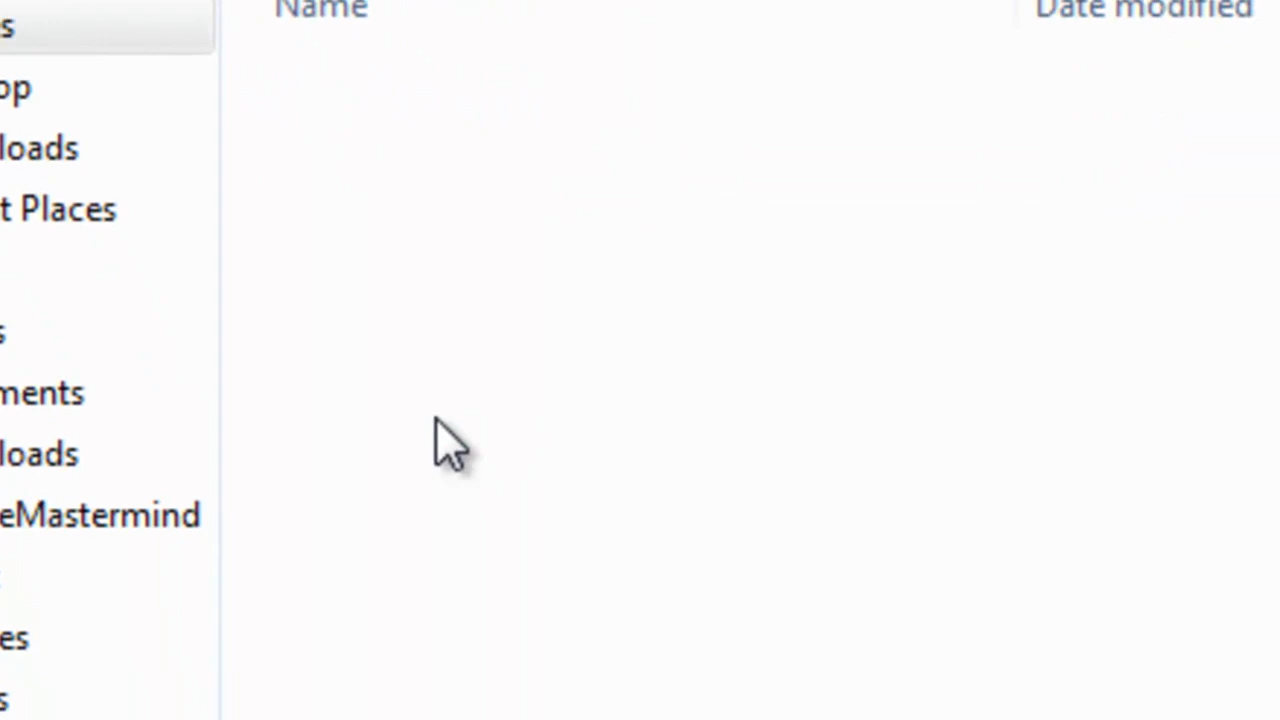 Name Date modified
s
op
loads
t Places
s
ments
loads
eMastermind
es
s